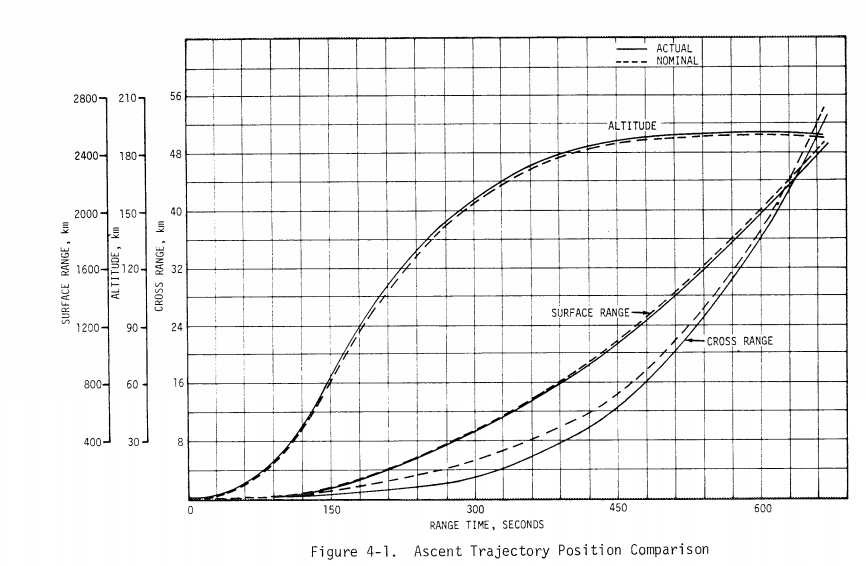 ACTUAL
NOMINAL
2800 210 56
ALTITUDE
2400 180 48
2000 150 40
SURFACE RANGE, km
ALTITUDE, km
CROSS RANGE, km
1600 120 32
SURFACE RANGE
1200 90 24
CROSS RANGE
800 60 16
400 30 8
0 150 300 450 600
RANGE TIME, SECONDS
Figure 4-1. Ascent Trajectory Position Comparison